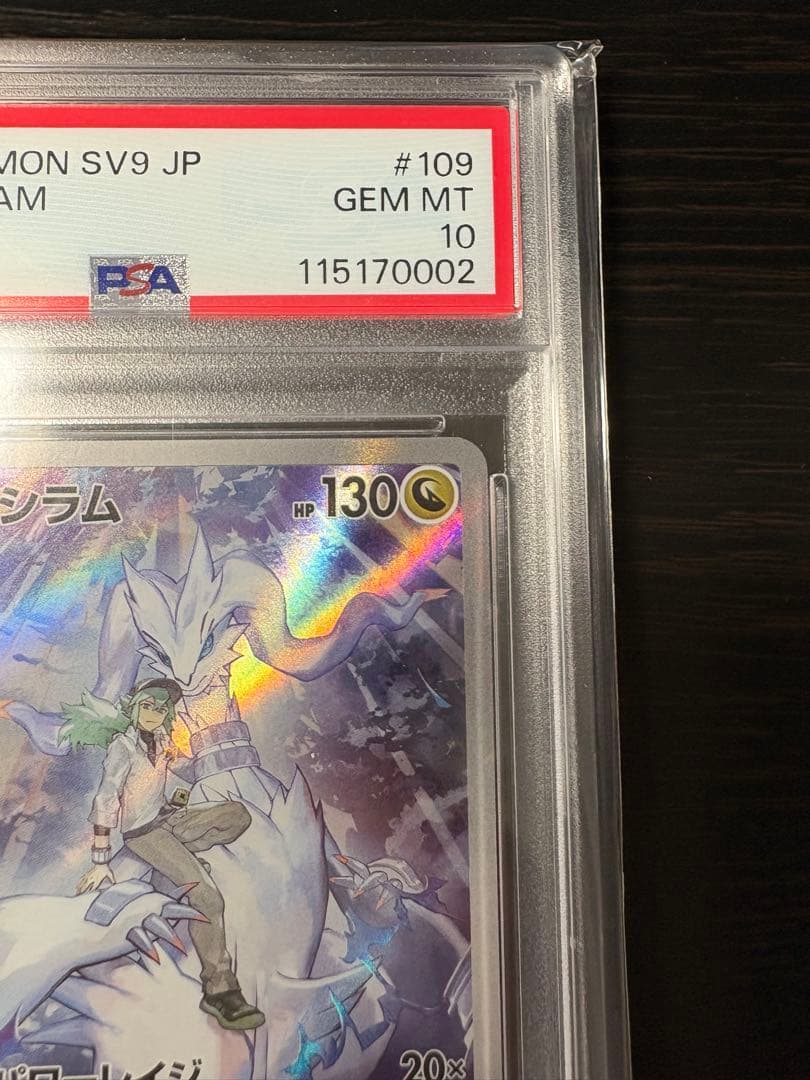 MON SV9 JP #109
AM GEM MT
10
PSA 115170002
シラム HP 130
パワーレイジ 20×